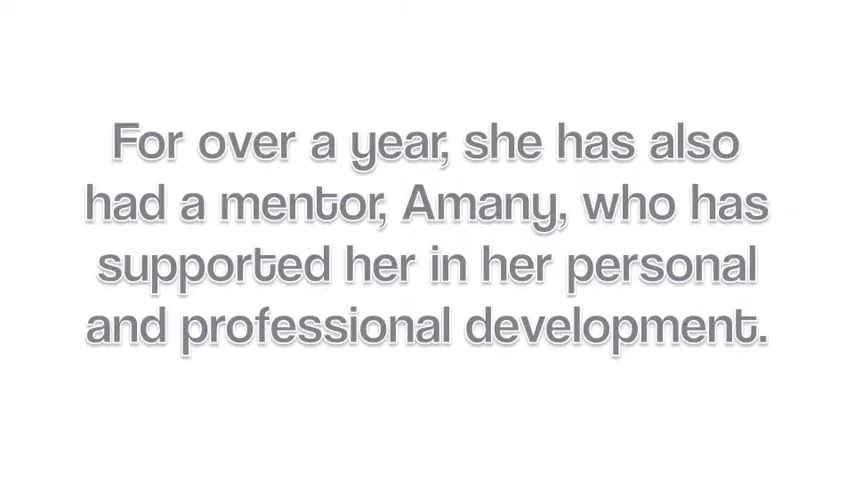 For over a year, she has also
had a mentor, Amany, who has
supported her in her personal
and professional development.